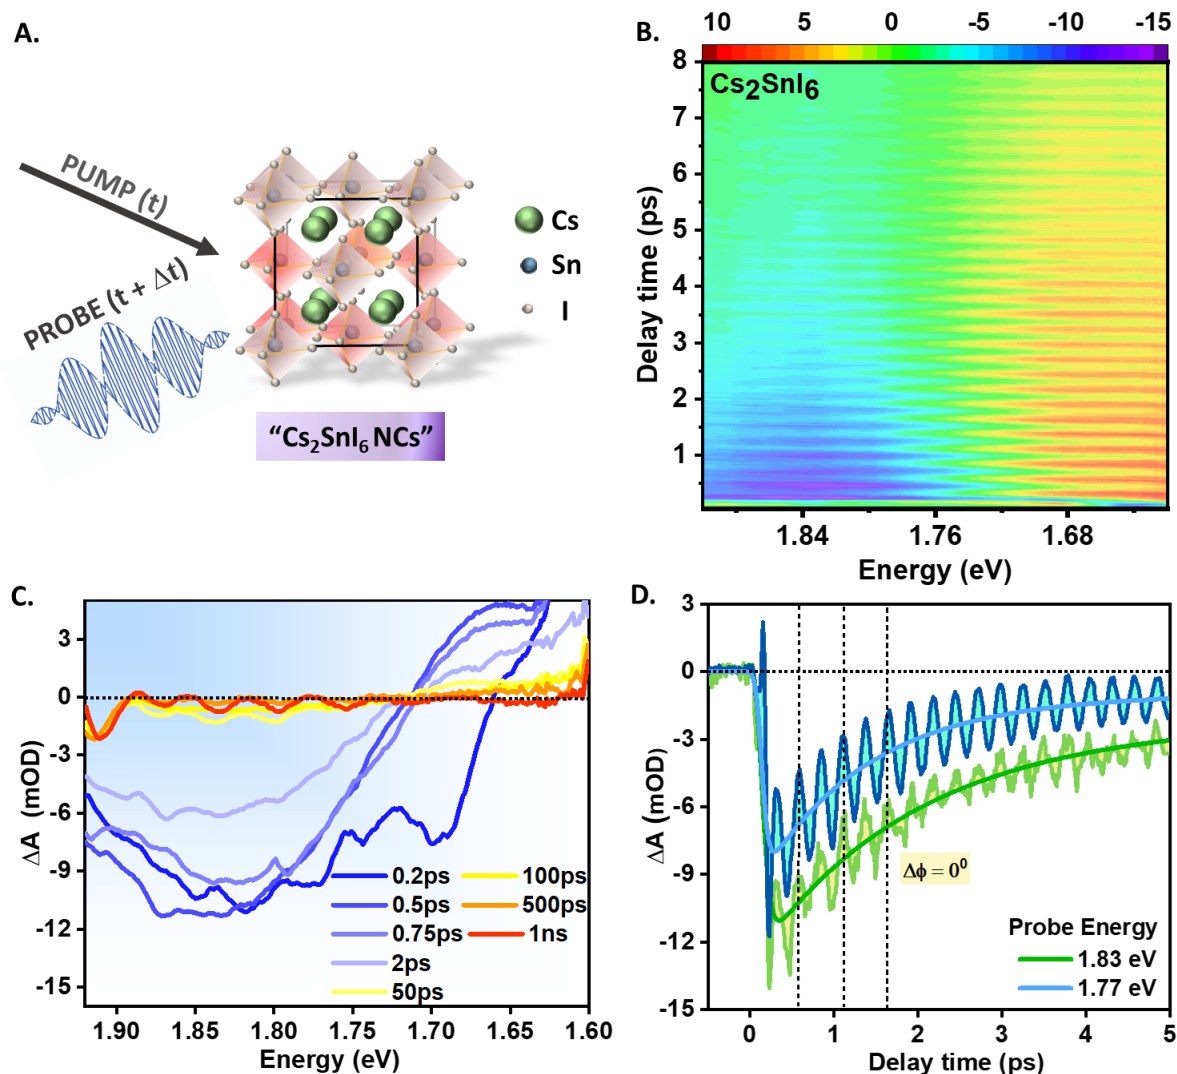 A.
PUMP (t)
PROBE (t + Δt)
Cs
Sn
I
“Cs₂SnI₆ NCs”
B.
10 5 0 -5 -10 -15
Cs₂SnI₆
8
7
6
5
4
3
2
1
Delay time (ps)
1.84 1.76 1.68
Energy (eV)
C.
3
0
-3
-6
-9
-12
-15
ΔA (mOD)
0.2ps
0.5ps
0.75ps
2ps
50ps
100ps
500ps
1ns
1.90 1.85 1.80 1.75 1.70 1.65 1.60
Energy (eV)
D.
3
0
-3
-6
-9
-12
-15
ΔA (mOD)
Δϕ = 0⁰
Probe Energy
1.83 eV
1.77 eV
0 1 2 3 4 5
Delay time (ps)